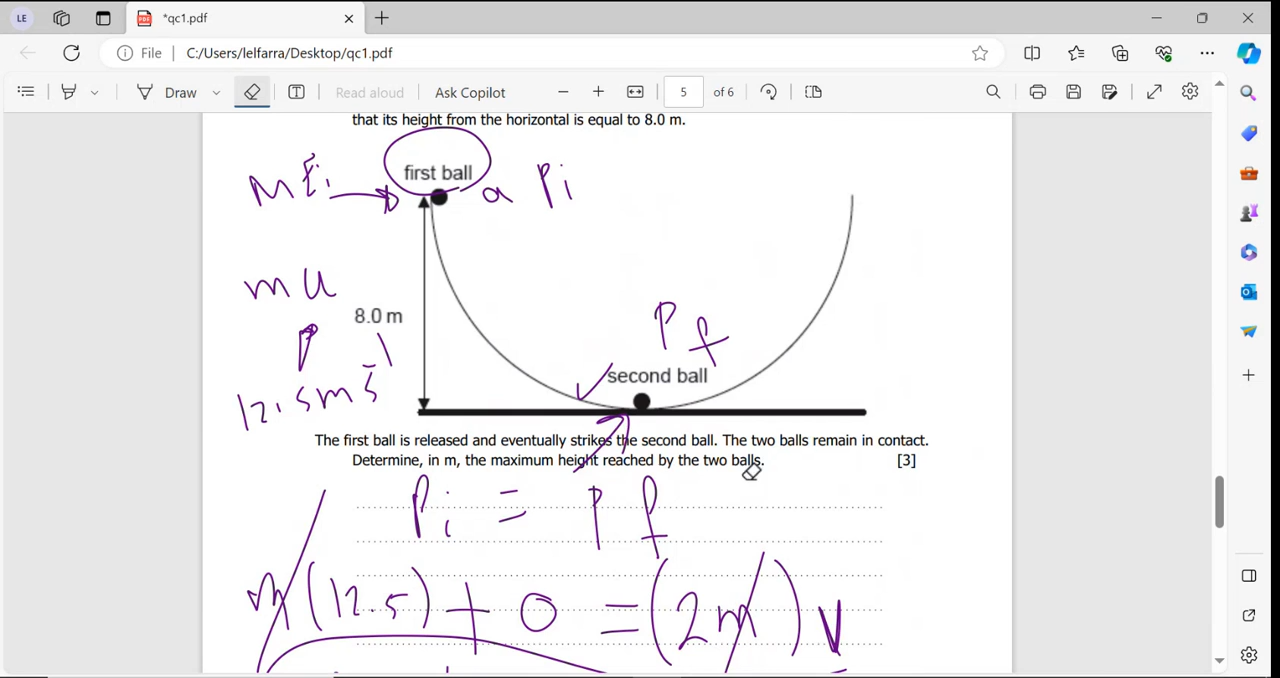 LE
*qc1.pdf
File
C:/Users/lelfarra/Desktop/qc1.pdf
Draw
Read aloud
Ask Copilot
5
of 6
that its height from the horizontal is equal to 8.0 m.
first ball
Pi
mu
8.0 m
P
12.5ms⁻¹
Pf
second ball
The first ball is released and eventually strikes the second ball. The two balls remain in contact.
Determine, in m, the maximum height reached by the two balls.
[3]
Pi = Pf
m(12.5) + 0 = (2m)v